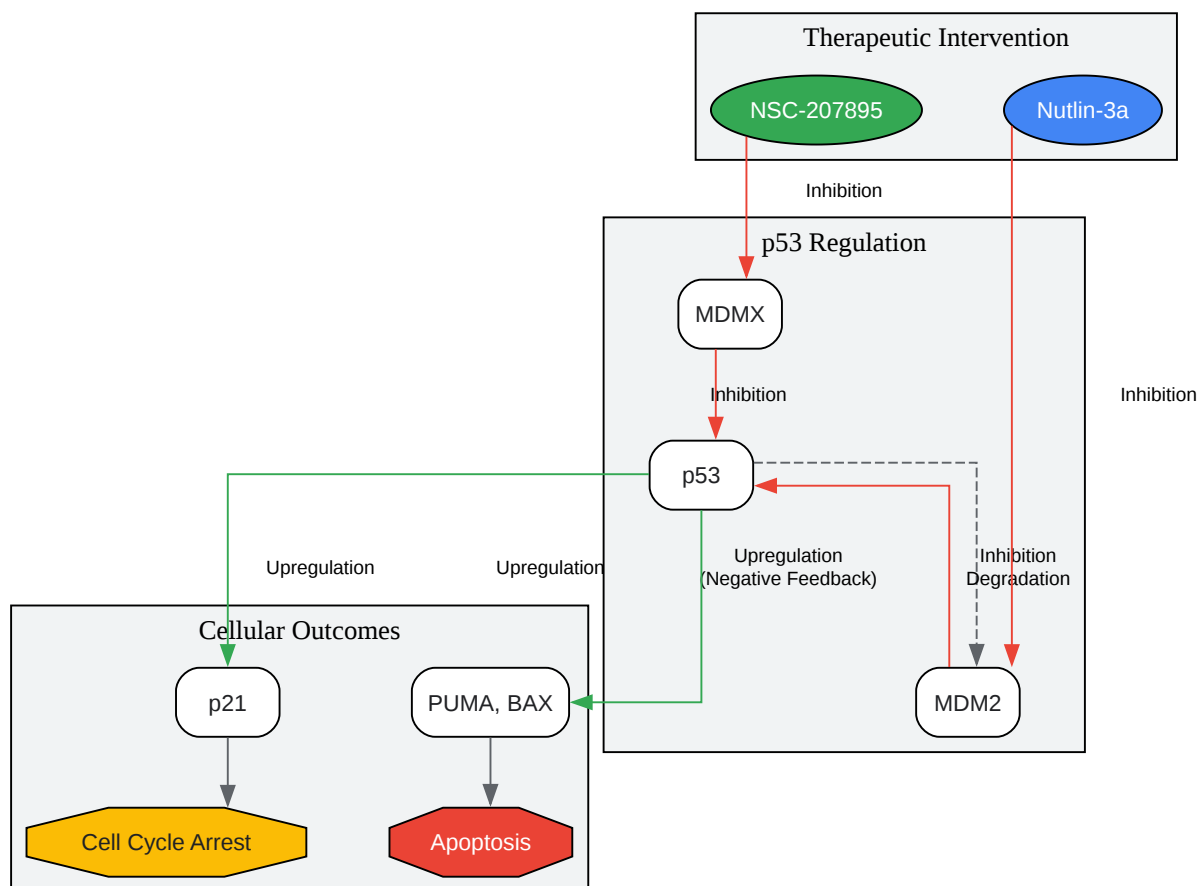 Therapeutic Intervention
NSC-207895
Nutlin-3a
Inhibition
p53 Regulation
MDMX
Inhibition
Inhibition
p53
Upregulation
Upregulation
Upregulation
(Negative Feedback)
Inhibition
Degradation
Cellular Outcomes
p21
PUMA, BAX
MDM2
Cell Cycle Arrest
Apoptosis